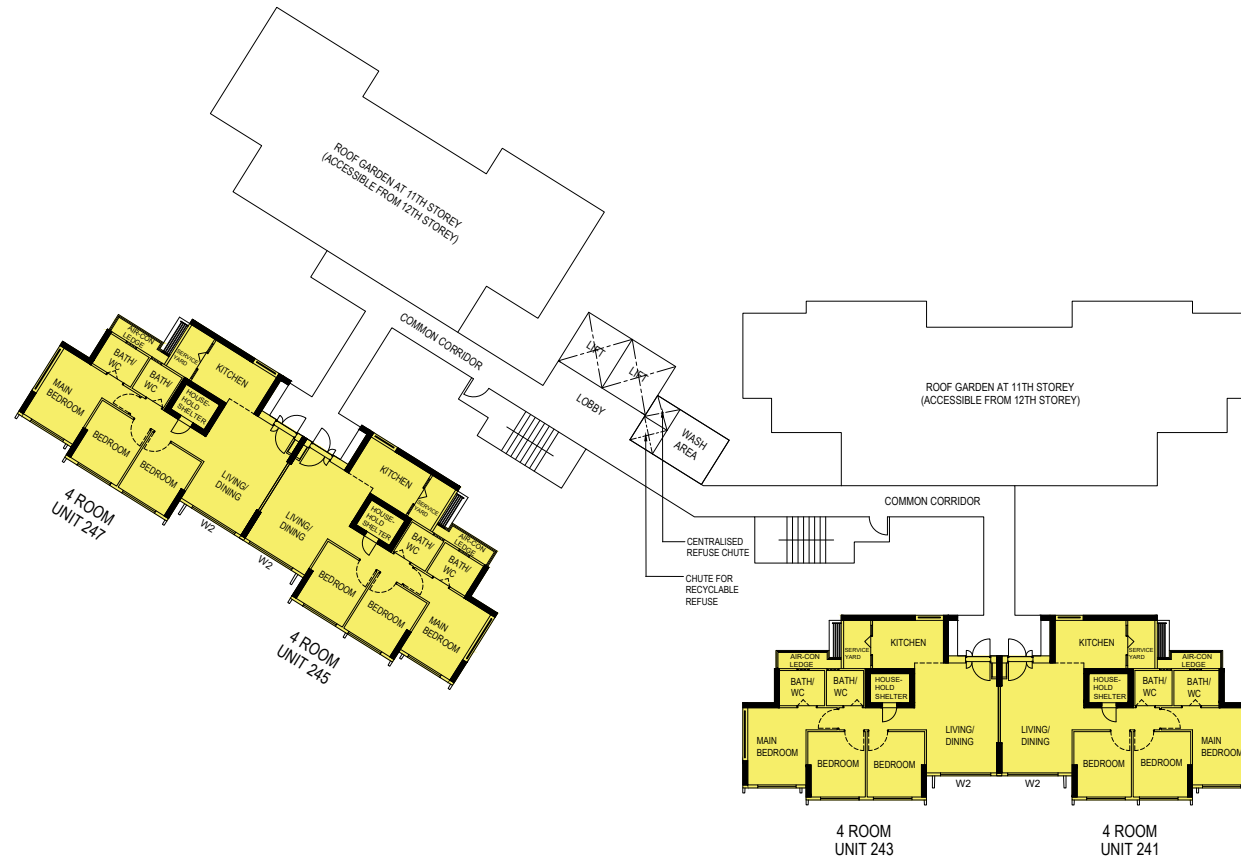 ROOF GARDEN AT 11TH STOREY
(ACCESSIBLE FROM 12TH STOREY)
COMMON CORRIDOR
LIFT
LIFT
LOBBY
WASH
AREA
ROOF GARDEN AT 11TH STOREY
(ACCESSIBLE FROM 12TH STOREY)
COMMON CORRIDOR
CENTRALISED
REFUSE CHUTE
CHUTE FOR
RECYCLABLE
REFUSE
AIR-CON
LEDGE
SERVICE
YARD
KITCHEN
BATH/
WC
BATH/
WC
HOUSE-
HOLD
SHELTER
MAIN
BEDROOM
BEDROOM
BEDROOM
LIVING/
DINING
W2
4 ROOM
UNIT 247
KITCHEN
SERVICE
YARD
AIR-CON
LEDGE
HOUSE-
HOLD
SHELTER
BATH/
WC
BATH/
WC
LIVING/
DINING
BEDROOM
BEDROOM
MAIN
BEDROOM
W2
4 ROOM
UNIT 245
KITCHEN
SERVICE
YARD
AIR-CON
LEDGE
BATH/
WC
BATH/
WC
HOUSE-
HOLD
SHELTER
MAIN
BEDROOM
BEDROOM
BEDROOM
LIVING/
DINING
W2
4 ROOM
UNIT 243
KITCHEN
SERVICE
YARD
AIR-CON
LEDGE
HOUSE-
HOLD
SHELTER
BATH/
WC
BATH/
WC
LIVING/
DINING
BEDROOM
BEDROOM
MAIN
BEDROOM
W2
4 ROOM
UNIT 241